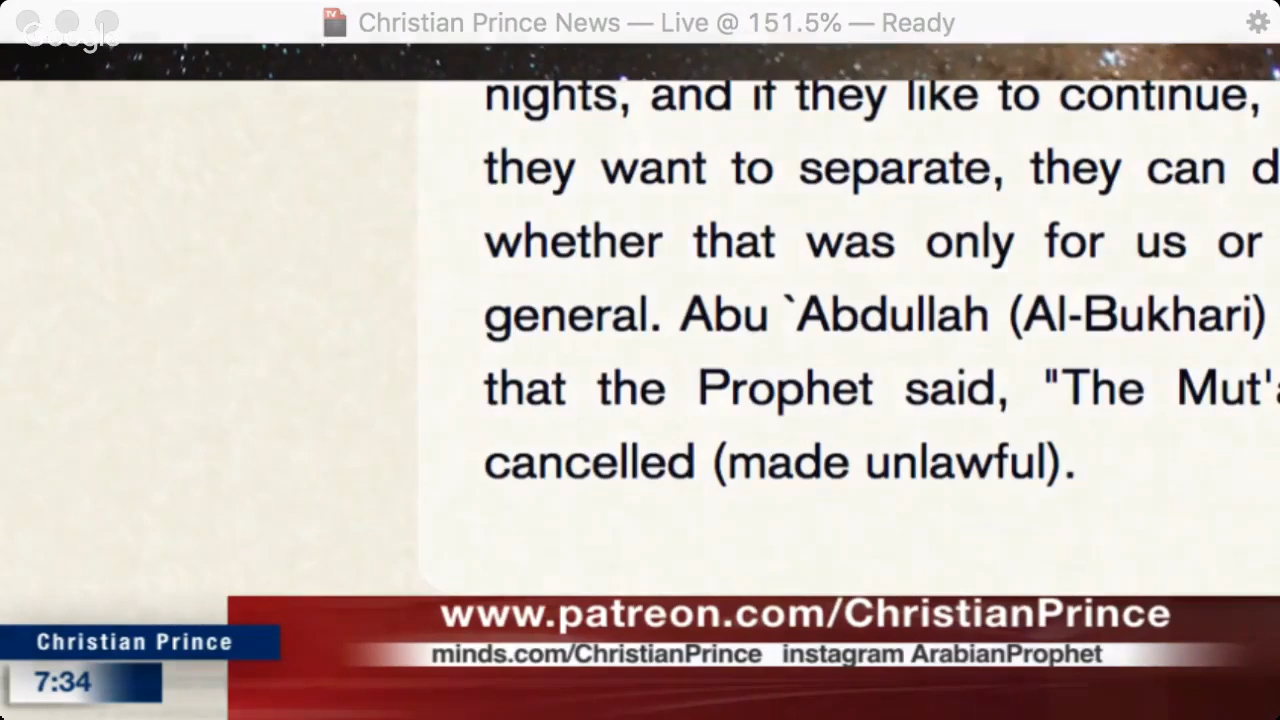 Christian Prince News — Live @ 151.5% — Ready
Google
TV
nights, and if they like to continue,
they want to separate, they can
whether that was only for us or
general. Abu `Abdullah (Al-Bukhari)
that the Prophet said, "The
cancelled (made unlawful).
www.patreon.com/ChristianPrince
Christian Prince
minds.com/ChristianPrince instagram ArabianProphet
7:34